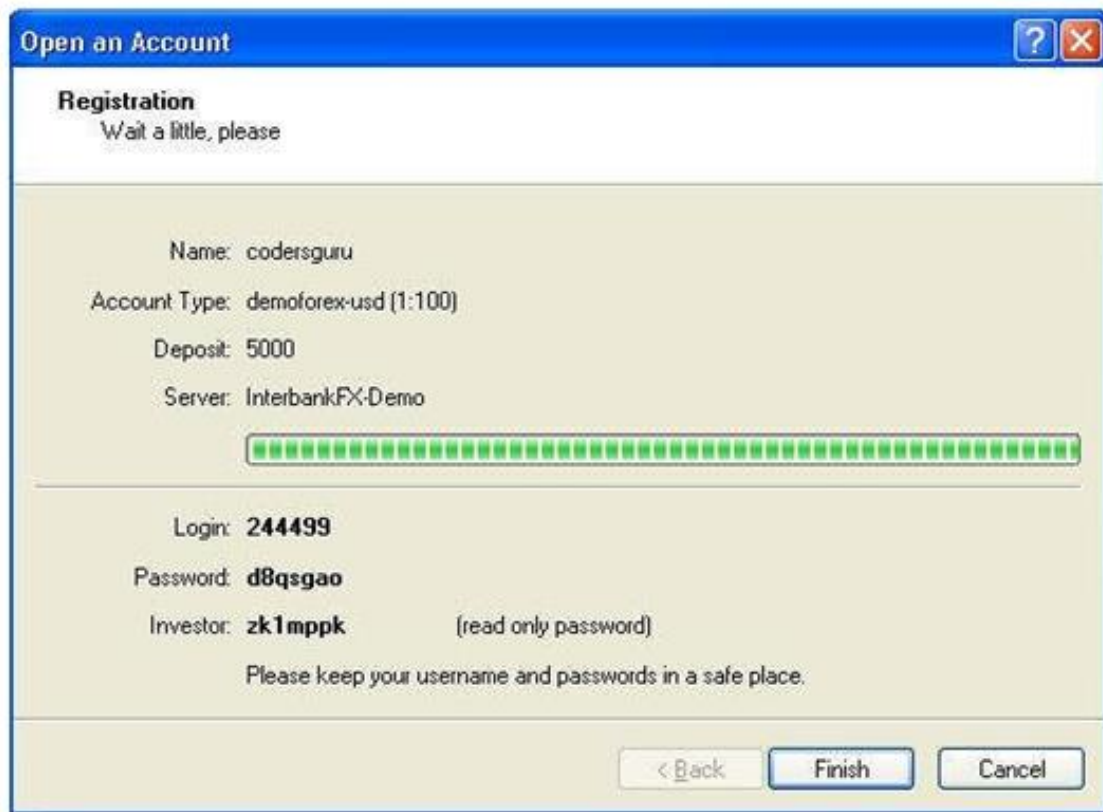 Open an Account
Registration
Wait a little, please
Name: codersguru
Account Type: demoforex-usd (1:100)
Deposit: 5000
Server: InterbankFX-Demo
Login: 244499
Password: d8qsgao
Investor: zk1mppk (read only password)
Please keep your username and passwords in a safe place.
< Back Finish Cancel